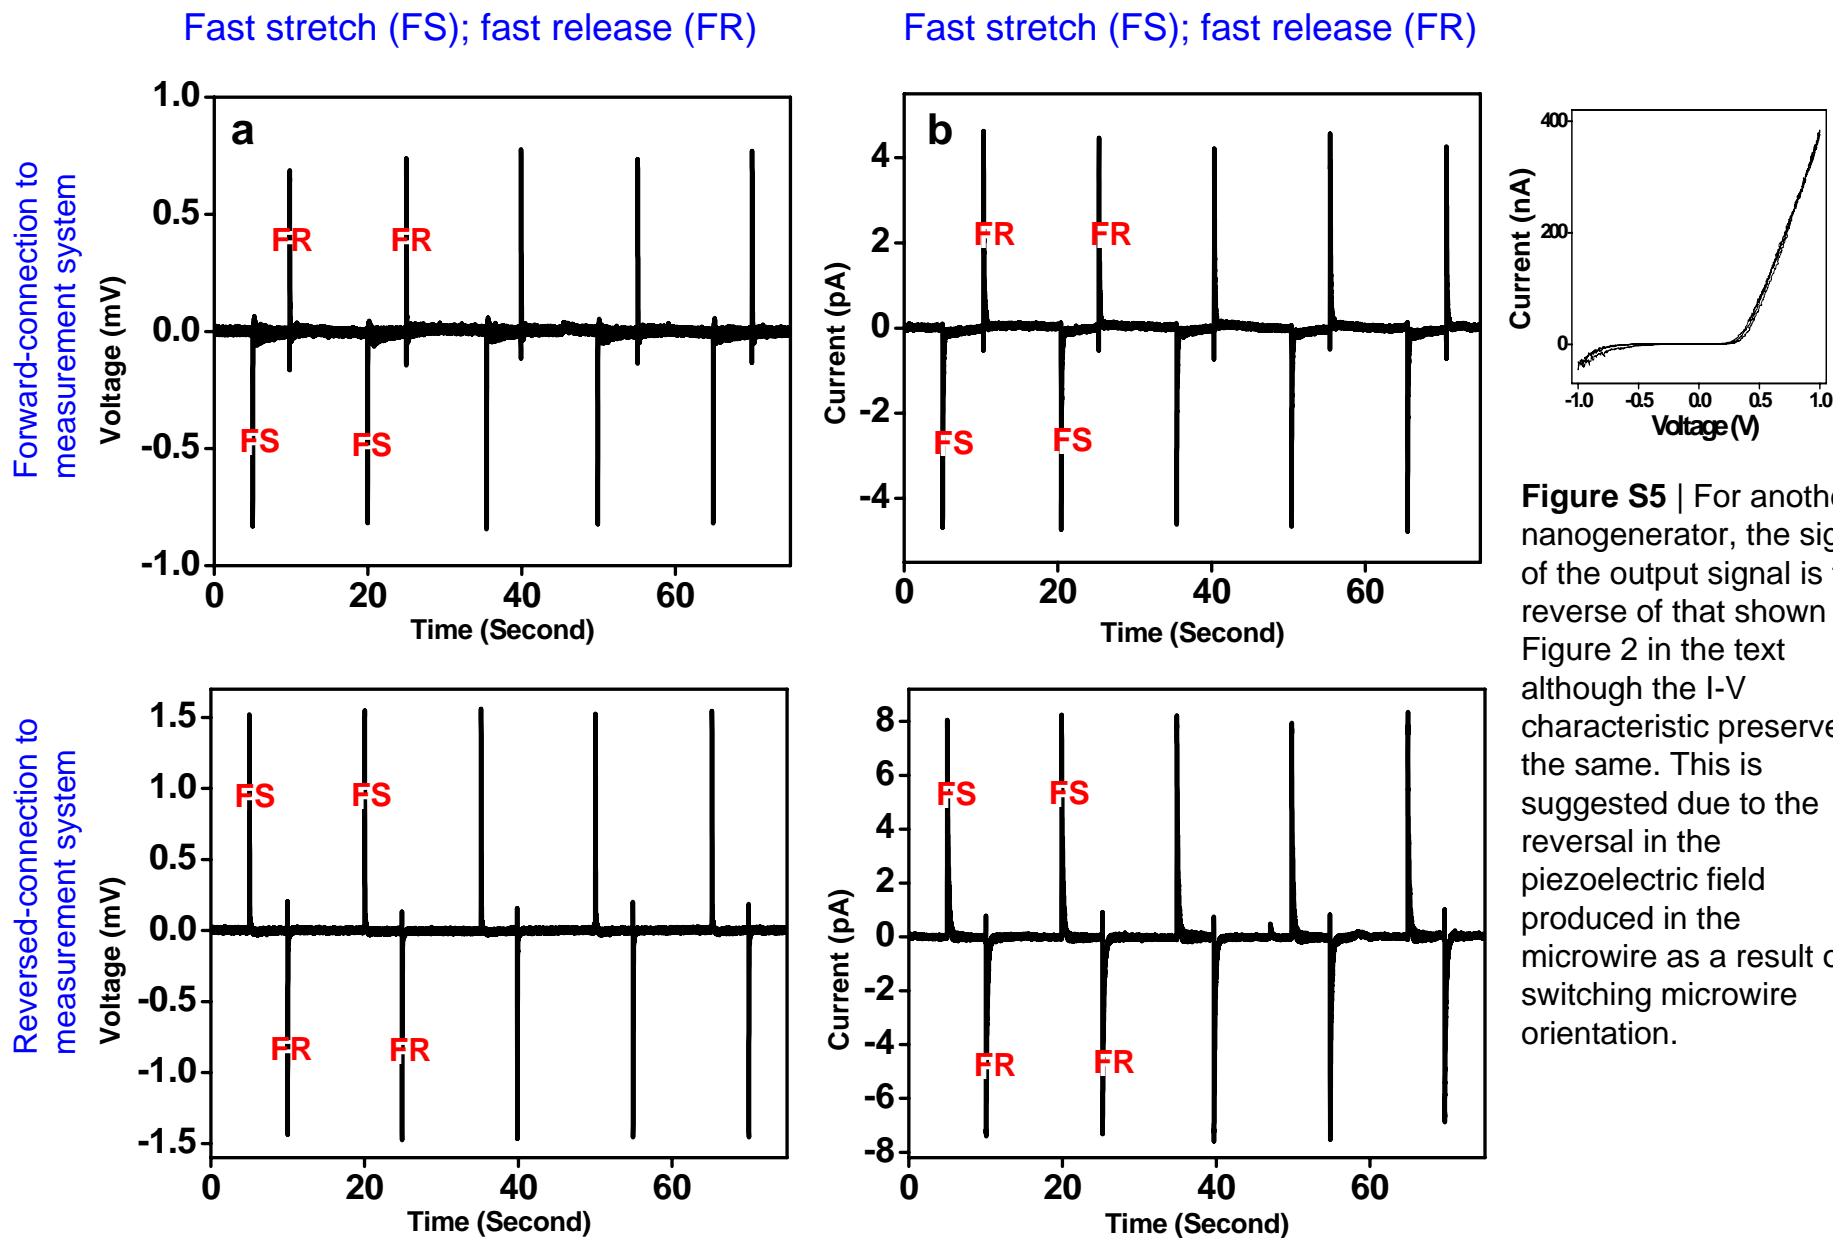 Fast stretch (FS); fast release (FR)
Fast stretch (FS); fast release (FR)
Forward-connection to
measurement system
a
Voltage (mV)
1.0
0.5
0.0
-0.5
-1.0
FR
FR
FS
FS
0
20
40
60
Time (Second)
b
Current (pA)
4
2
0
-2
-4
FR
FR
FS
FS
0
20
40
60
Time (Second)
Current (nA)
400
200
0
-1.0
-0.5
0.0
0.5
1.0
Voltage (V)
Reversed-connection to
measurement system
Voltage (mV)
1.5
1.0
0.5
0.0
-0.5
-1.0
-1.5
FS
FS
FR
FR
0
20
40
60
Time (Second)
Current (pA)
8
6
4
2
0
-2
-4
-6
-8
FS
FS
FR
FR
0
20
40
60
Time (Second)
Figure S5 | For
nanogenerator, the
of the output signal is
reverse of that shown
Figure 2 in the text
although the I-V
characteristic
the same. This is
suggested due to the
reversal in the
piezoelectric field
produced in the
microwire as a result
switching microwire
orientation.